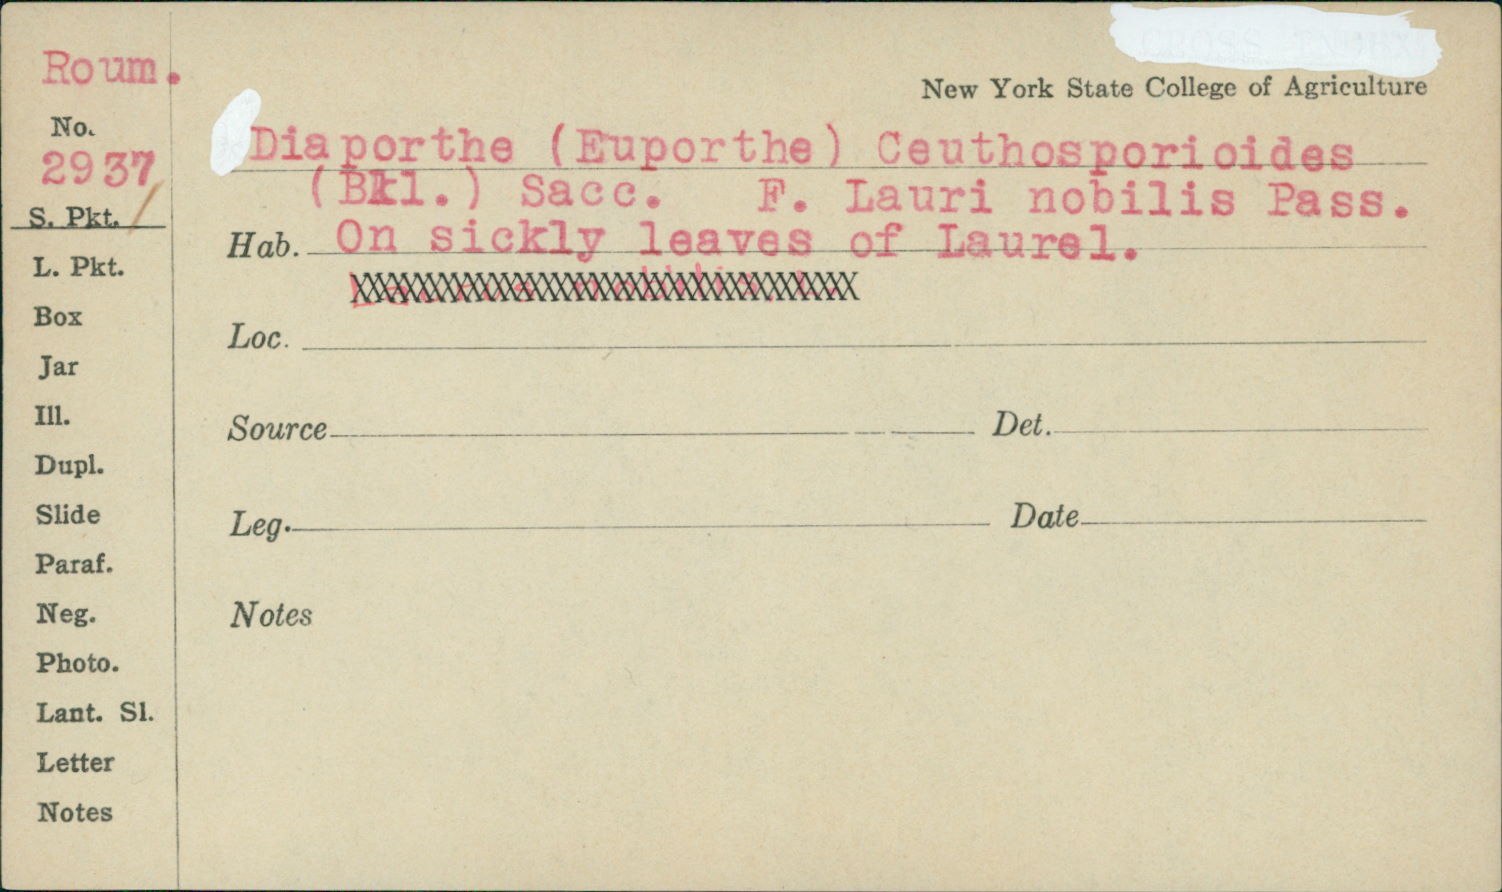 Roum.
New York State College of Agriculture
No.
2937
Diaporthe (Euporthe) Ceuthosporioides
(Bkl.) Sacc. F. Lauri nobilis Pass.
S. Pkt. /
Hab. On sickly leaves of Laurel.
L. Pkt.
Box
Loc.
Jar
Ill.
Source Det.
Dupl.
Slide
Leg. Date
Paraf.
Neg.
Notes
Photo.
Lant. Sl.
Letter
Notes